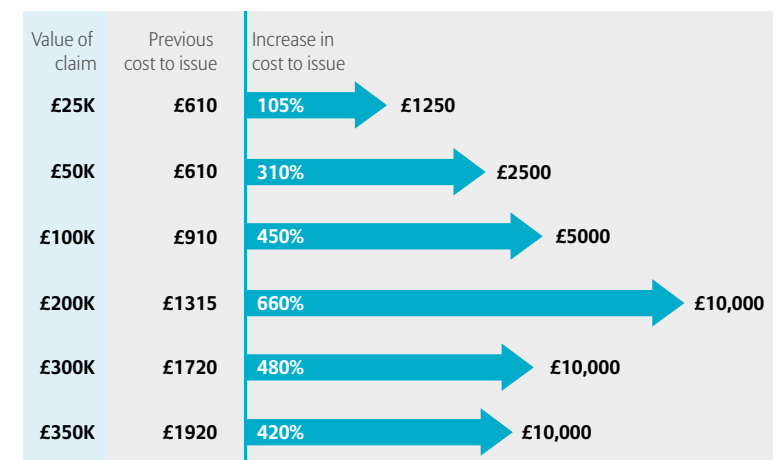 Value of claim Previous cost to issue Increase in cost to issue
£25K £610 105% £1250
£50K £610 310% £2500
£100K £910 450% £5000
£200K £1315 660% £10,000
£300K £1720 480% £10,000
£350K £1920 420% £10,000